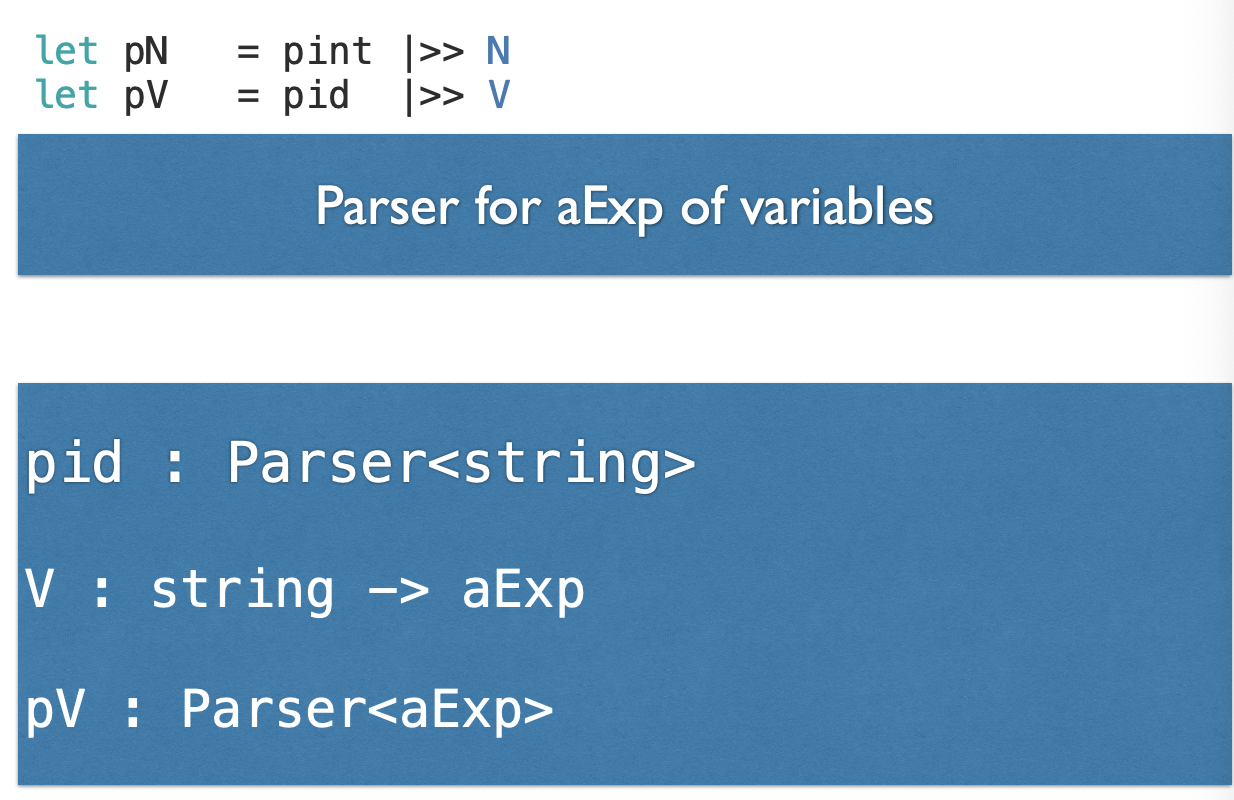 let pN   = pint |>> N
let pV   = pid  |>> V
Parser for aExp of variables
pid : Parser<string>
V : string -> aExp
pV : Parser<aExp>